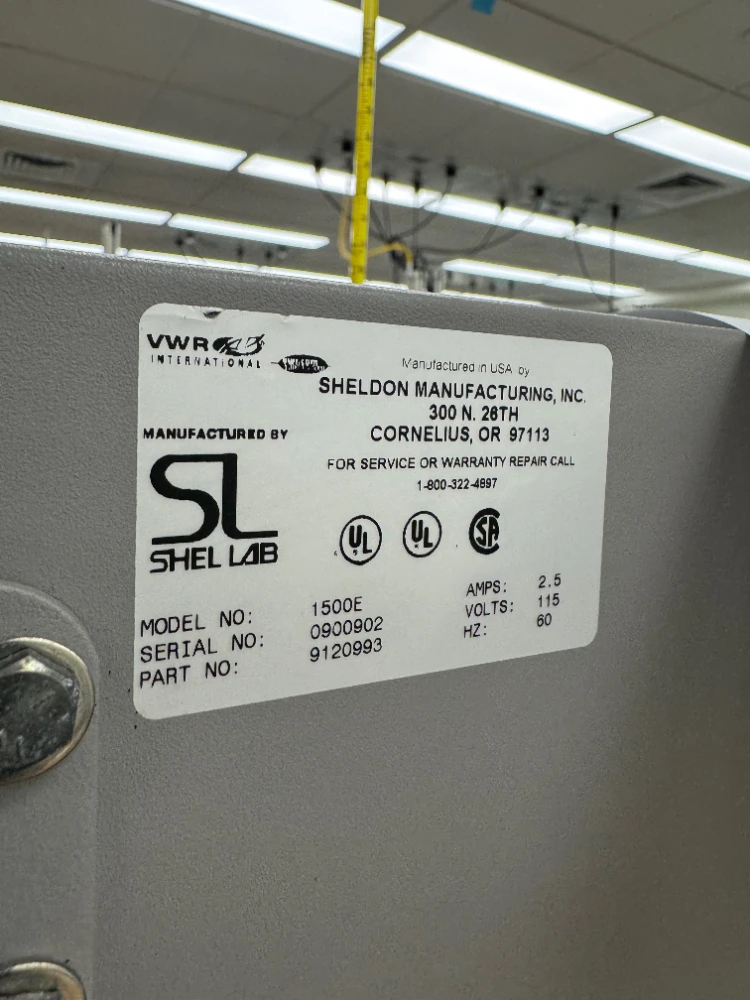 VWR
INTERNATIONAL
Manufactured in USA by
SHELDON MANUFACTURING, INC.
300 N. 26TH
CORNELIUS, OR 97113
MANUFACTURED BY
SL
SHEL LAB
FOR SERVICE OR WARRANTY REPAIR CALL
1-800-322-4897
UL
UL
SA
MODEL NO: 1500E
SERIAL NO: 0900902
PART NO: 9120993
AMPS: 2.5
VOLTS: 115
HZ: 60